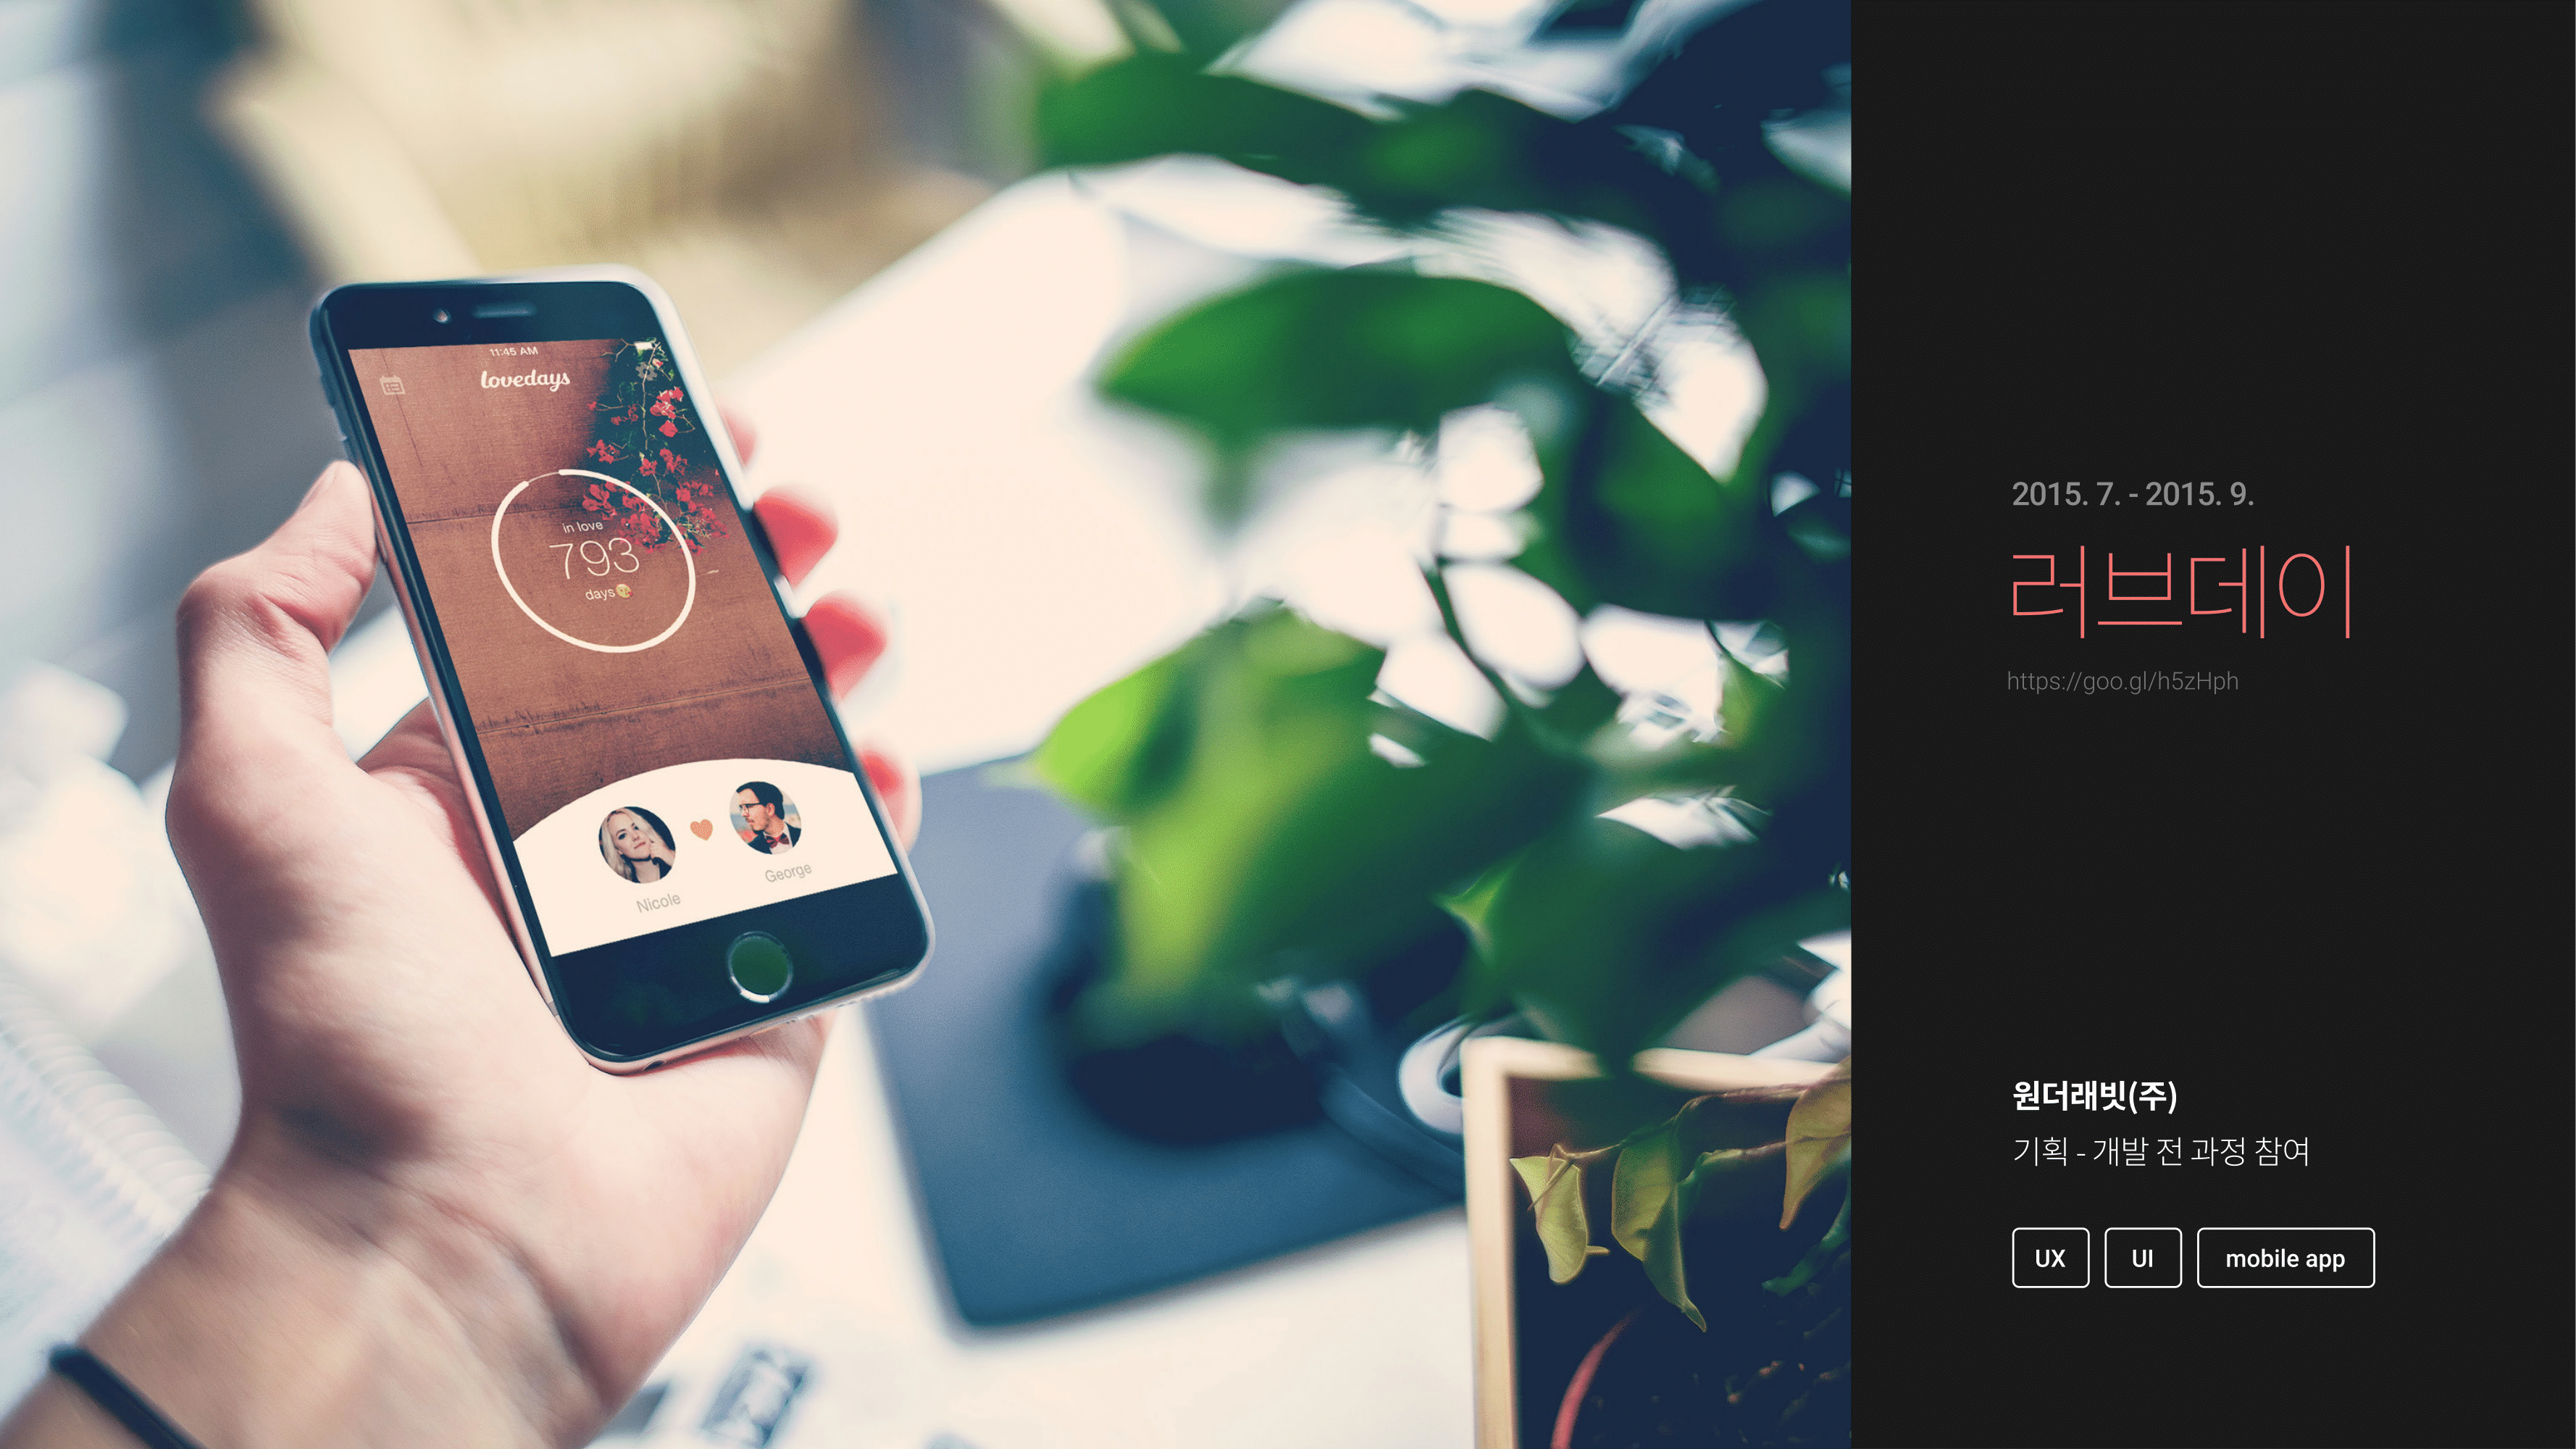 11:45 AM
lovedays
in love
793
days😘
Nicole
George
2015. 7. - 2015. 9.
러브데이
https://goo.gl/h5zHph
원더래빗(주)
기획 - 개발 전 과정 참여
UX
UI
mobile app